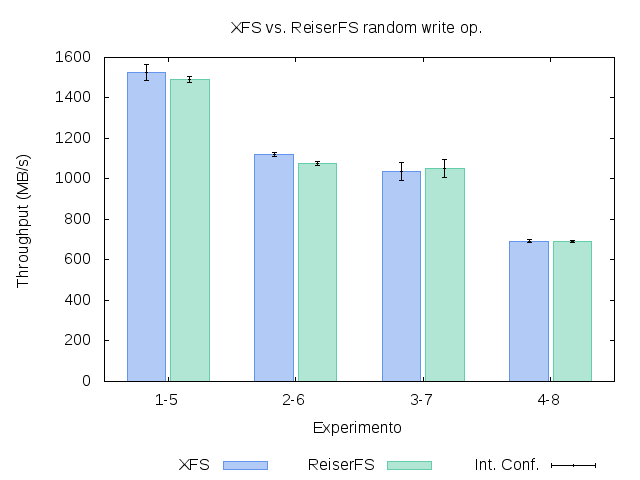 XFS vs. ReiserFS random write op.
Throughput (MB/s)
1600
1400
1200
1000
800
600
400
200
0
1-5 2-6 3-7 4-8
Experimento
XFS ReiserFS Int. Conf.